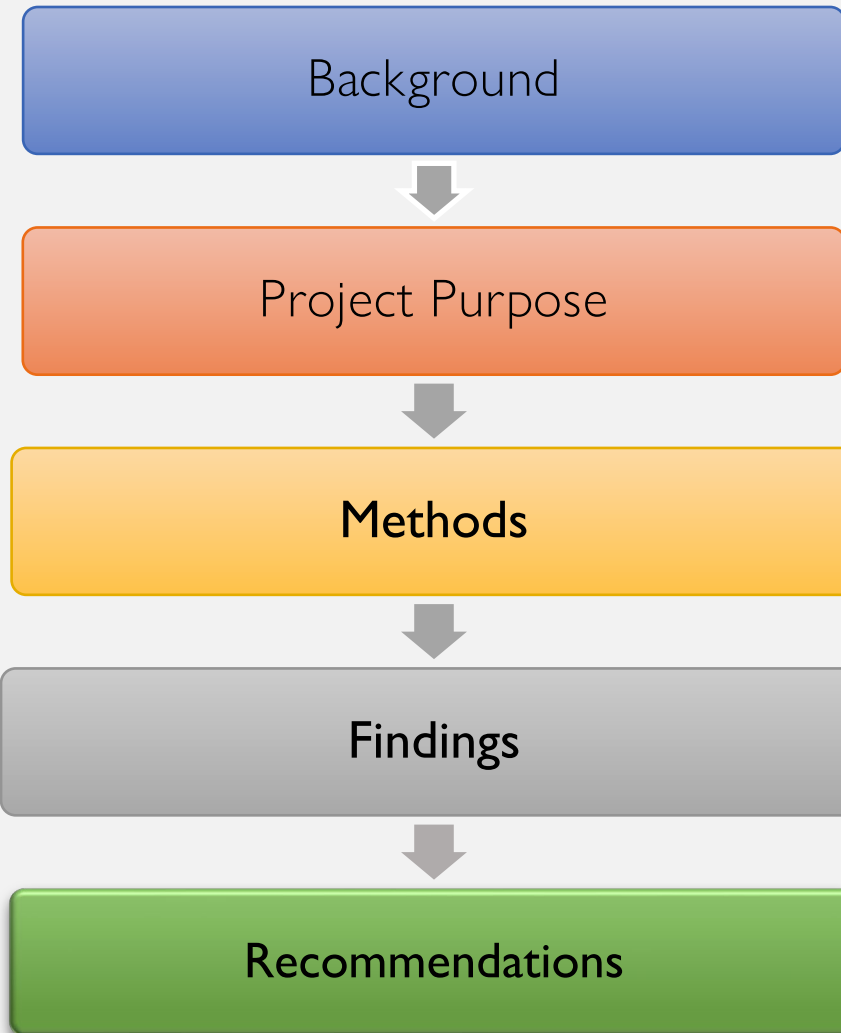 Background
Project Purpose
Methods
Findings
Recommendations